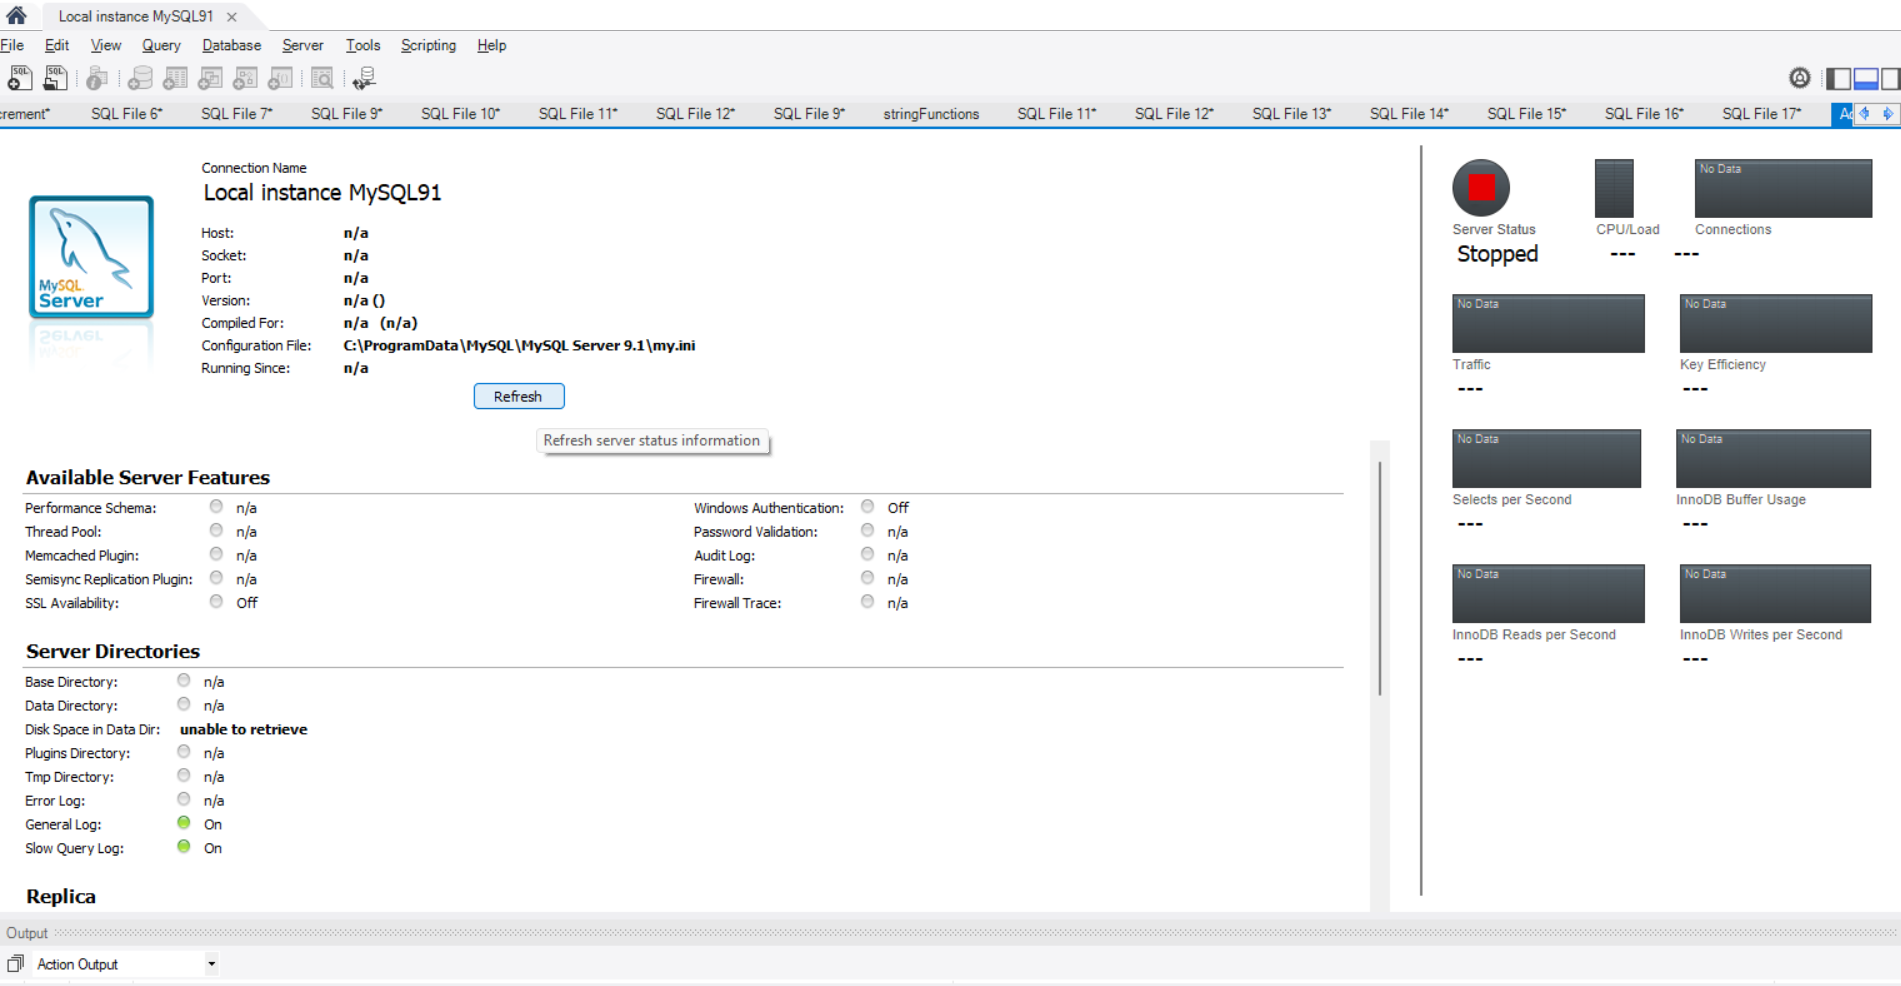 Local instance MySQL91 ×
File Edit View Query Database Server Tools Scripting Help
SQL SQL
crement* SQL File 6* SQL File 7* SQL File 9* SQL File 10* SQL File 11* SQL File 12* SQL File 9* stringFunctions SQL File 11* SQL File 12* SQL File 13* SQL File 14* SQL File 15* SQL File 16* SQL File 17*
MySQL
Server
Connection Name
Local instance MySQL91
Host: n/a
Socket: n/a
Port: n/a
Version: n/a ()
Compiled For: n/a (n/a)
Configuration File: C:\ProgramData\MySQL\MySQL Server 9.1\my.ini
Running Since: n/a
Refresh
Refresh server status information
Available Server Features
Performance Schema: n/a Windows Authentication: Off
Thread Pool: n/a Password Validation: n/a
Memcached Plugin: n/a Audit Log: n/a
Semisync Replication Plugin: n/a Firewall: n/a
SSL Availability: Off Firewall Trace: n/a
Server Directories
Base Directory: n/a
Data Directory: n/a
Disk Space in Data Dir: unable to retrieve
Plugins Directory: n/a
Tmp Directory: n/a
Error Log: n/a
General Log: On
Slow Query Log: On
Replica
No Data
Server Status CPU/Load Connections
Stopped --- ---
No Data No Data
Traffic Key Efficiency
--- ---
No Data No Data
Selects per Second InnoDB Buffer Usage
--- ---
No Data No Data
InnoDB Reads per Second InnoDB Writes per Second
--- ---
Output
Action Output